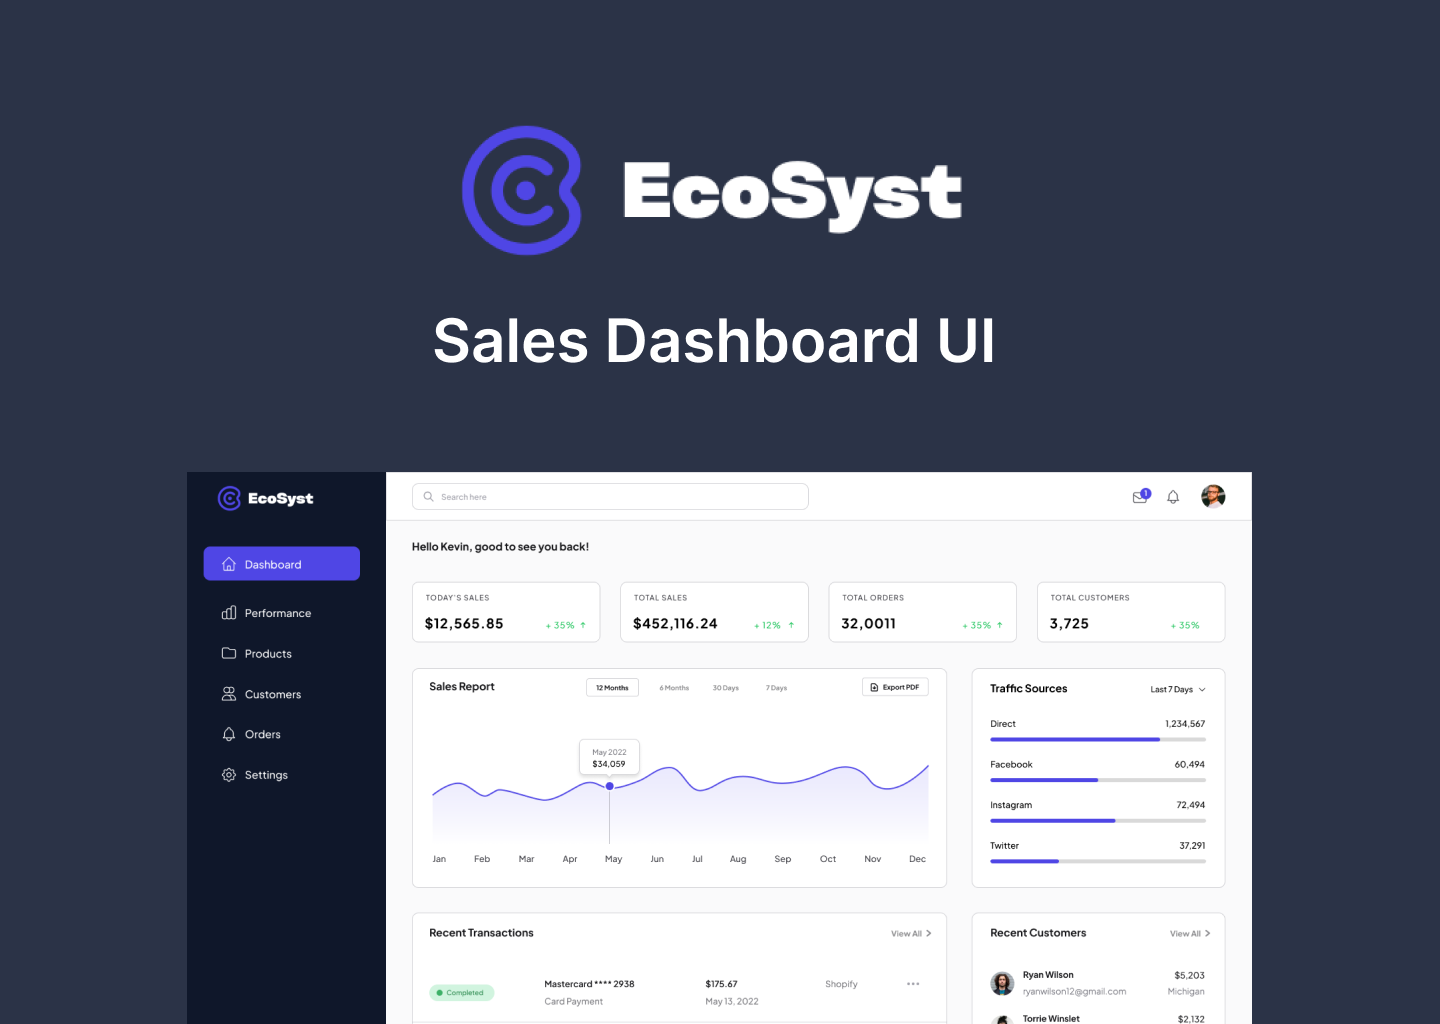 EcoSyst
Sales Dashboard UI
EcoSyst
Search here
1
Dashboard
Performance
Products
Customers
Orders
Settings
Hello Kevin, good to see you back!
TODAY'S SALES
$12,565.85
+ 35% ↑
TOTAL SALES
$452,116.24
+ 12% ↑
TOTAL ORDERS
32,0011
+ 35% ↑
TOTAL CUSTOMERS
3,725
+ 35%
Sales Report
12 Months
6 Months
30 Days
7 Days
Export PDF
May 2022
$34,059
Jan Feb Mar Apr May Jun Jul Aug Sep Oct Nov Dec
Traffic Sources
Last 7 Days
Direct 1,234,567
Facebook 60,494
Instagram 72,494
Twitter 37,291
Recent Transactions
View All
Completed
Mastercard **** 2938
Card Payment
$175.67
May 13, 2022
Shopify
Recent Customers
View All
Ryan Wilson $5,203
ryanwilson12@gmail.com Michigan
Torrie Winslet $2,132